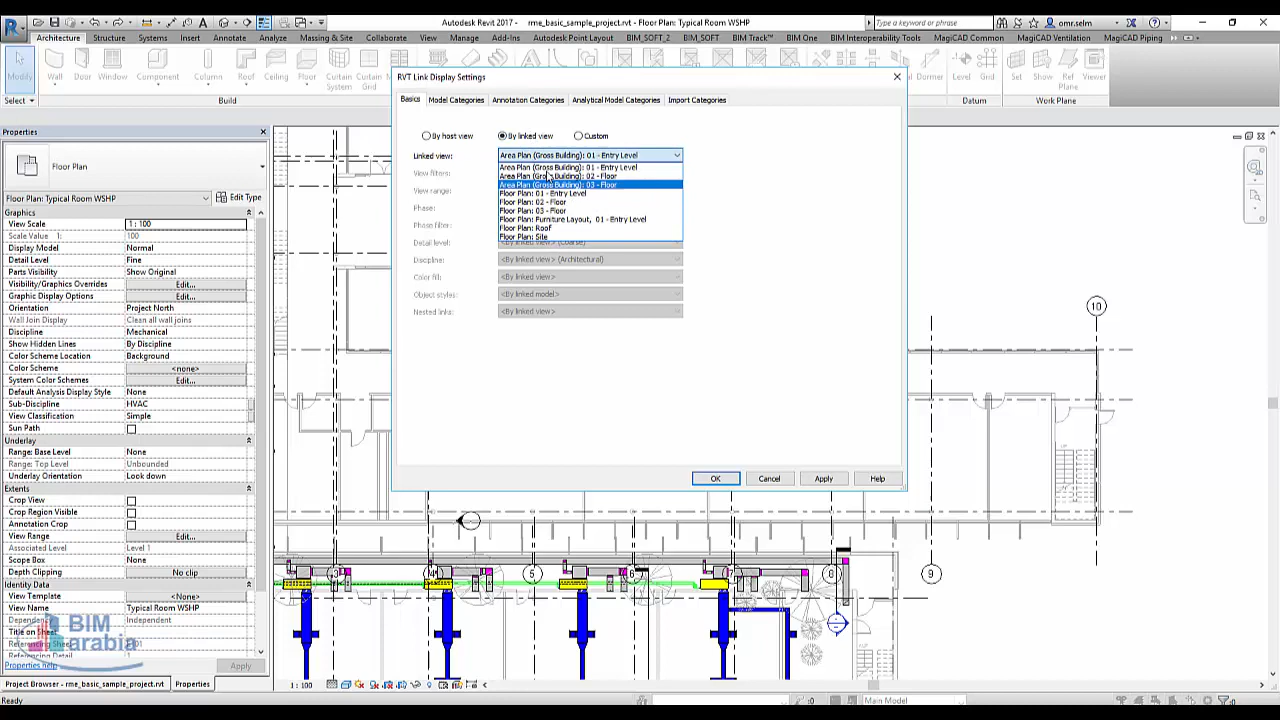 Autodesk Revit 2017 - rme_basic_sample_project.rvt - Floor Plan: Typical Room WSHP
Type a keyword or phrase
omr.selm
Architecture Structure Systems Insert Annotate Analyze Massing & Site Collaborate View Manage Add-Ins Autodesk Point Layout BIM_SOFT_2 BIM_SOFT BIM Track™ BIM One BIM Interoperability Tools MagiCAD Common MagiCAD Ventilation MagiCAD Piping
Modify Wall Door Window Component Column Roof Ceiling Floor Curtain System Curtain Grid Dormer Level Grid Set Show Ref Plane Viewer
Select Build Datum Work Plane
RVT Link Display Settings
Basics Model Categories Annotation Categories Analytical Model Categories Import Categories
By host view By linked view Custom
Linked view: Area Plan (Gross Building): 01 - Entry Level
Area Plan (Gross Building): 01 - Entry Level
View filters: Area Plan (Gross Building): 02 - Floor
Area Plan (Gross Building): 03 - Floor
View range: Floor Plan: 01 - Entry Level
Floor Plan: 02 - Floor
Phase: Floor Plan: 03 - Floor
Floor Plan: Furniture Layout, 01 - Entry Level
Phase filter: Floor Plan: Roof
Floor Plan: Site
Detail level: <By linked view> (Coarse)
Discipline: <By linked view> (Architectural)
Color fill: <By linked view>
Object styles: <By linked model>
Nested links: <By linked view>
OK Cancel Apply Help
Properties
Floor Plan
Floor Plan: Typical Room WSHP Edit Type
Graphics
View Scale 1 : 100
Scale Value 1: 100
Display Model Normal
Detail Level Fine
Parts Visibility Show Original
Visibility/Graphics Overrides Edit...
Graphic Display Options Edit...
Orientation Project North
Wall Join Display Clean all wall joins
Discipline Mechanical
Show Hidden Lines By Discipline
Color Scheme Location Background
Color Scheme <none>
System Color Schemes Edit...
Default Analysis Display Style None
Sub-Discipline HVAC
View Classification Simple
Sun Path
Underlay
Range: Base Level None
Range: Top Level Unbounded
Underlay Orientation Look down
Extents
Crop View
Crop Region Visible
Annotation Crop
View Range Edit...
Associated Level Level 1
Scope Box None
Depth Clipping No clip
Identity Data
View Template <None>
View Name Typical Room WSHP
Dependency Independent
Title on Sheet
Referencing Sheet
Properties help Apply
BIM
arabia
Project Browser - rme_basic_sample_project.rvt Properties
1 : 100
Ready :0 Main Model
10
3 4 5 6 7 8 9